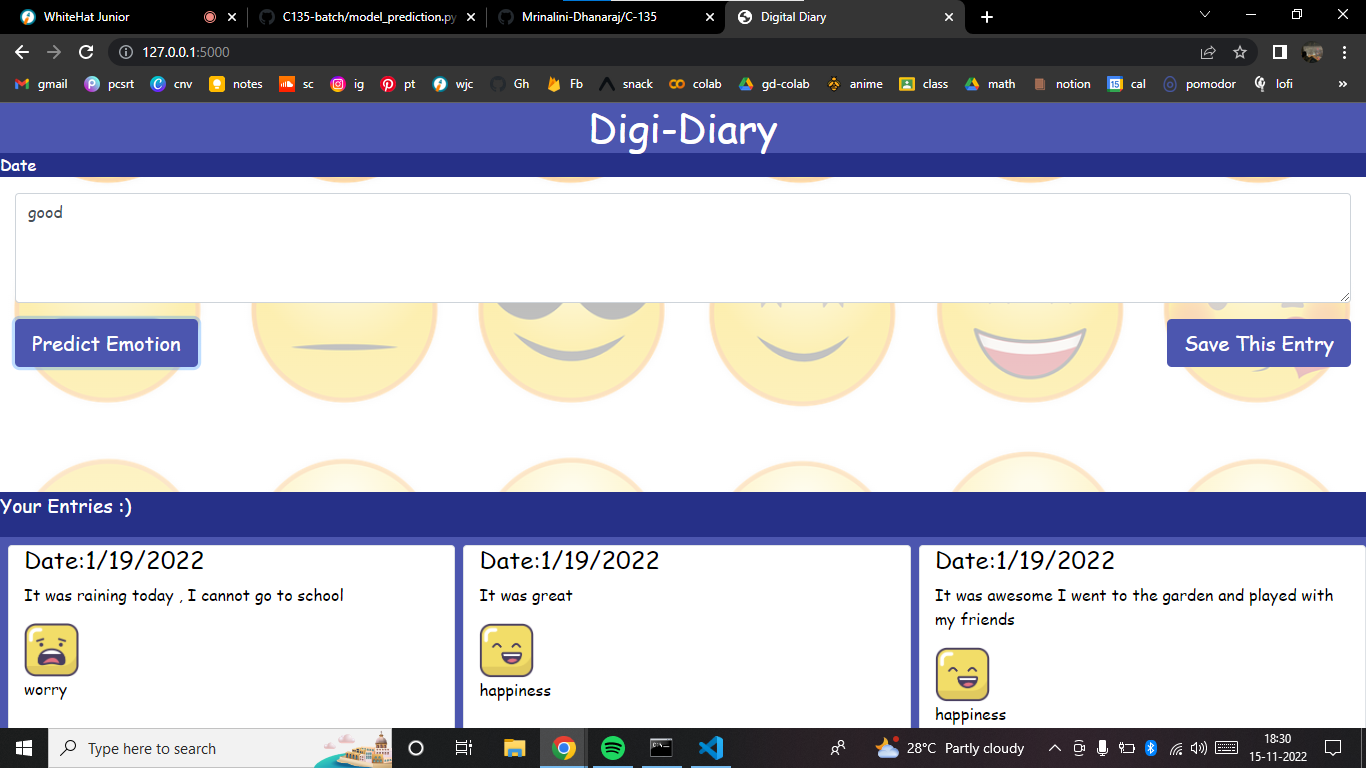 WhiteHat Junior
C135-batch/model_prediction.py
Mrinalini-Dhanaraj/C-135
Digital Diary
127.0.0.1:5000
gmail
pcsrt
cnv
notes
sc
ig
pt
wjc
Gh
Fb
snack
colab
gd-colab
anime
class
math
notion
15
cal
pomodor
lofi
»
Digi-Diary
Date
good
Predict Emotion
Save This Entry
Your Entries :)
Date:1/19/2022
It was raining today , I cannot go to school
worry
Date:1/19/2022
It was great
happiness
Date:1/19/2022
It was awesome I went to the garden and played with
my friends
happiness
Type here to search
28°C Partly cloudy
18:30
15-11-2022